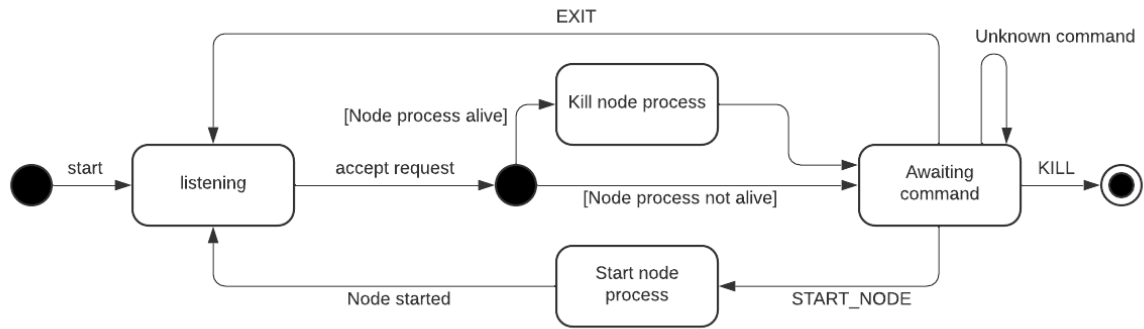 EXIT
Unknown command
Kill node process
[Node process alive]
start
listening
accept request
Awaiting
command
KILL
[Node process not alive]
Start node
process
Node started
START_NODE